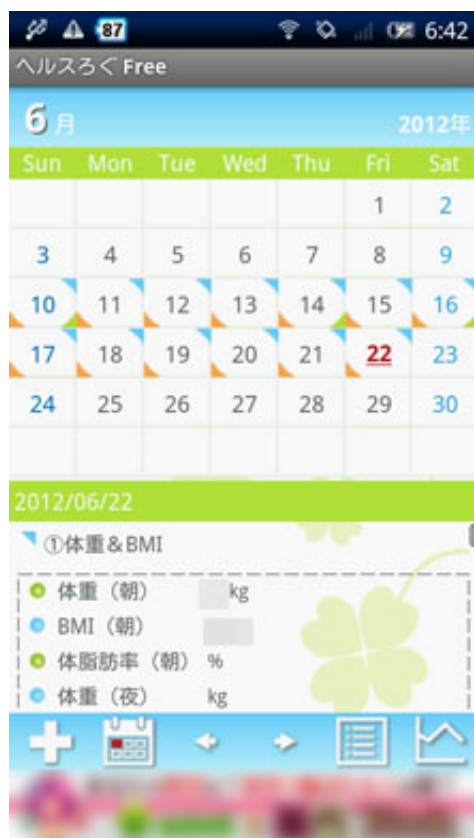 87 6:42
ヘルスろぐ Free
6月 2012年
Sun Mon Tue Wed Thu Fri Sat
1 2
3 4 5 6 7 8 9
10 11 12 13 14 15 16
17 18 19 20 21 22 23
24 25 26 27 28 29 30
2012/06/22
①体重&BMI
体重（朝） kg
BMI（朝）
体脂肪率（朝） %
体重（夜） kg